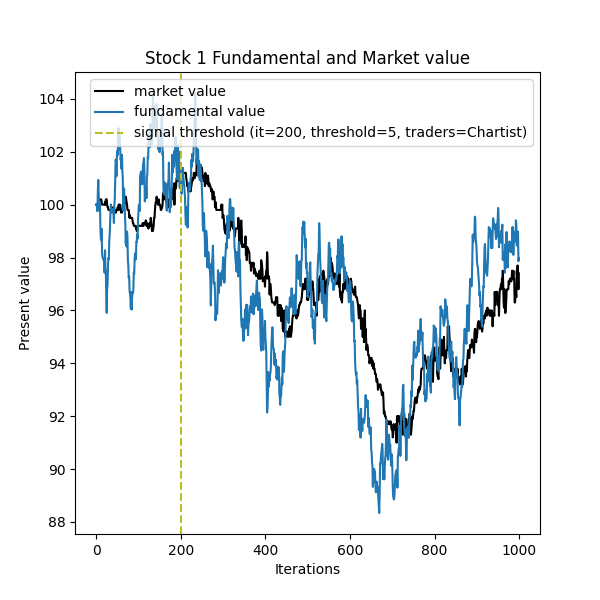 Stock 1 Fundamental and Market value
market value
fundamental value
signal threshold (it=200, threshold=5, traders=Chartist)
Present value
104
102
100
98
96
94
92
90
88
0 200 400 600 800 1000
Iterations